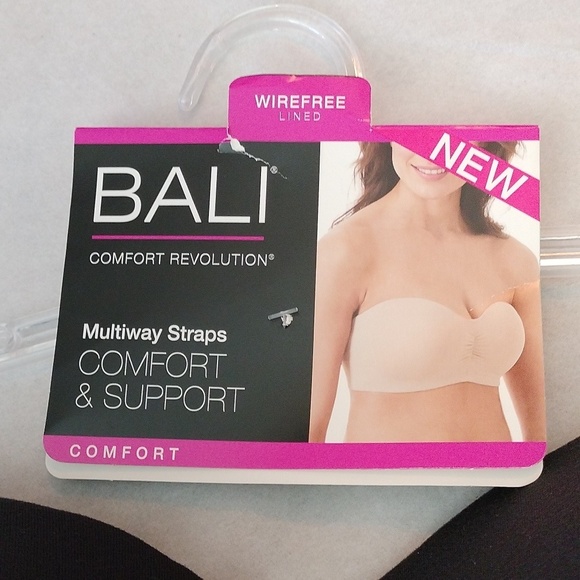 WIREFREE
LINED
NEW
BALI®
COMFORT REVOLUTION®
Multiway Straps
COMFORT
& SUPPORT
COMFORT